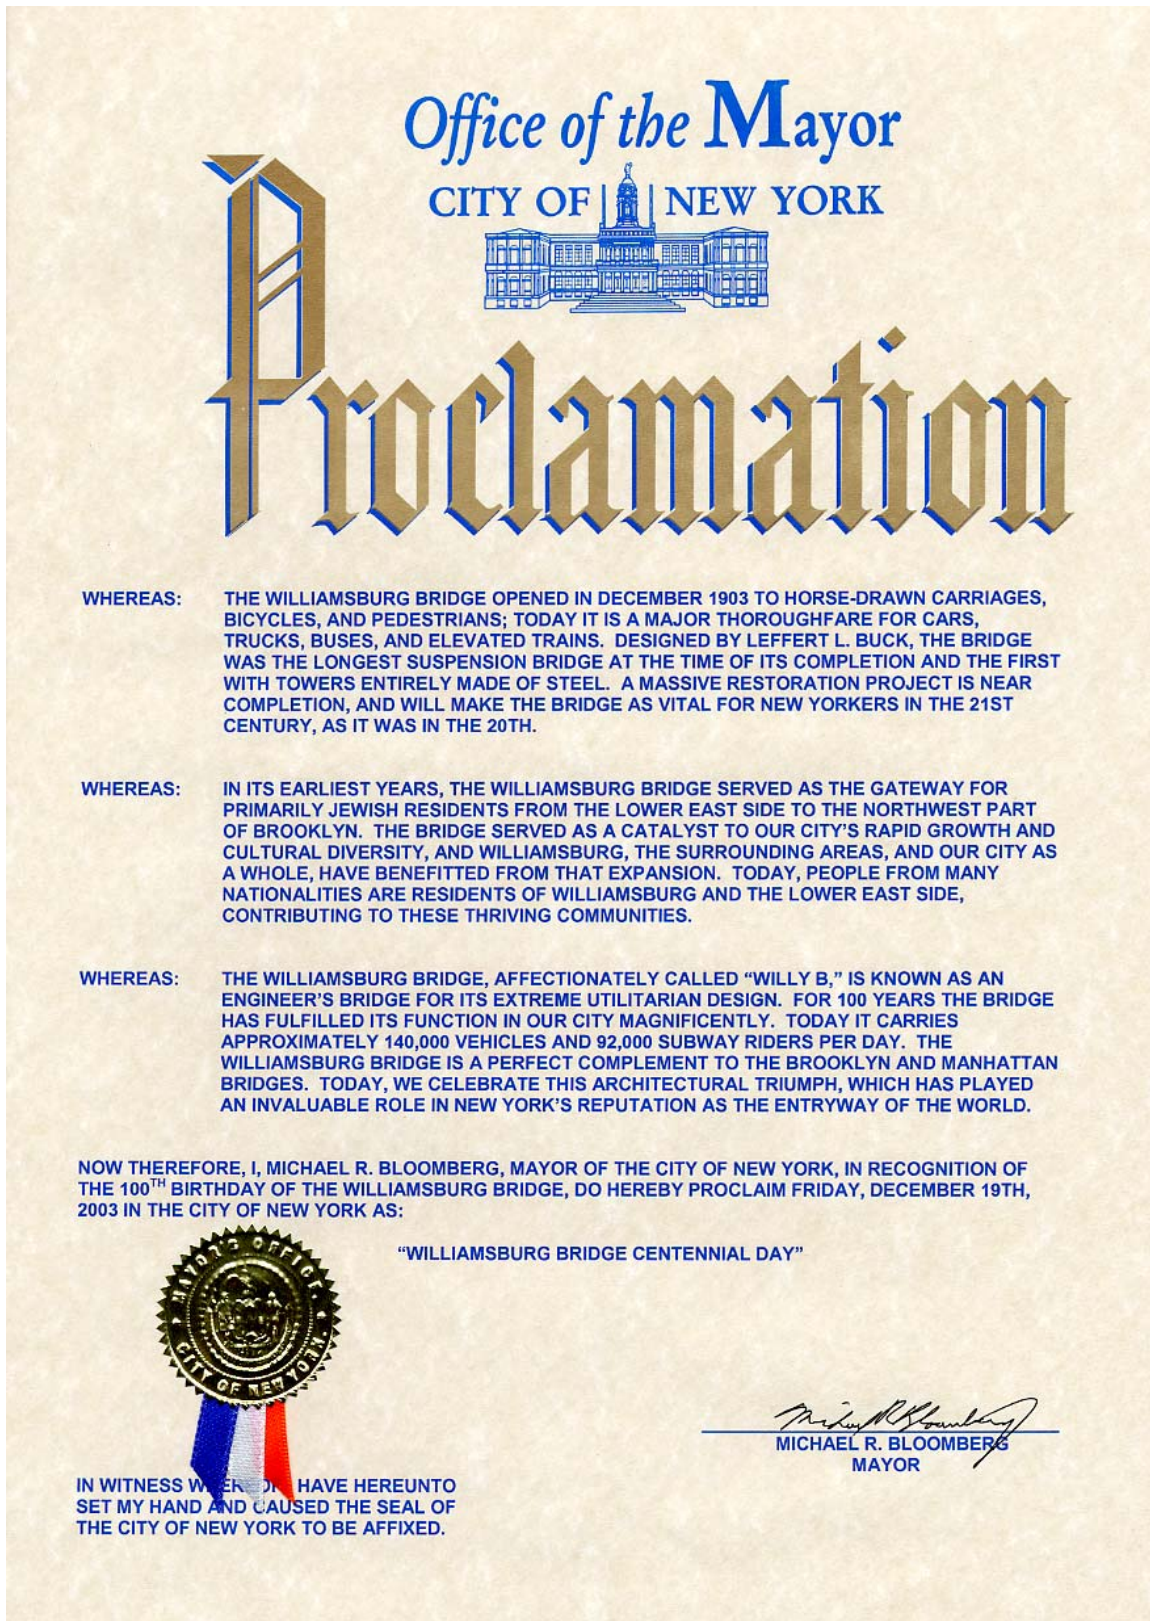 Office of the Mayor
CITY OF NEW YORK
Proclamation
WHEREAS: THE WILLIAMSBURG BRIDGE OPENED IN DECEMBER 1903 TO HORSE-DRAWN CARRIAGES,
BICYCLES, AND PEDESTRIANS; TODAY IT IS A MAJOR THOROUGHFARE FOR CARS,
TRUCKS, BUSES, AND ELEVATED TRAINS. DESIGNED BY LEFFERT L. BUCK, THE BRIDGE
WAS THE LONGEST SUSPENSION BRIDGE AT THE TIME OF ITS COMPLETION AND THE FIRST
WITH TOWERS ENTIRELY MADE OF STEEL. A MASSIVE RESTORATION PROJECT IS NEAR
COMPLETION, AND WILL MAKE THE BRIDGE AS VITAL FOR NEW YORKERS IN THE 21ST
CENTURY, AS IT WAS IN THE 20TH.
WHEREAS: IN ITS EARLIEST YEARS, THE WILLIAMSBURG BRIDGE SERVED AS THE GATEWAY FOR
PRIMARILY JEWISH RESIDENTS FROM THE LOWER EAST SIDE TO THE NORTHWEST PART
OF BROOKLYN. THE BRIDGE SERVED AS A CATALYST TO OUR CITY'S RAPID GROWTH AND
CULTURAL DIVERSITY, AND WILLIAMSBURG, THE SURROUNDING AREAS, AND OUR CITY AS
A WHOLE, HAVE BENEFITTED FROM THAT EXPANSION. TODAY, PEOPLE FROM MANY
NATIONALITIES ARE RESIDENTS OF WILLIAMSBURG AND THE LOWER EAST SIDE,
CONTRIBUTING TO THESE THRIVING COMMUNITIES.
WHEREAS: THE WILLIAMSBURG BRIDGE, AFFECTIONATELY CALLED "WILLY B," IS KNOWN AS AN
ENGINEER'S BRIDGE FOR ITS EXTREME UTILITARIAN DESIGN. FOR 100 YEARS THE BRIDGE
HAS FULFILLED ITS FUNCTION IN OUR CITY MAGNIFICENTLY. TODAY IT CARRIES
APPROXIMATELY 140,000 VEHICLES AND 92,000 SUBWAY RIDERS PER DAY. THE
WILLIAMSBURG BRIDGE IS A PERFECT COMPLEMENT TO THE BROOKLYN AND MANHATTAN
BRIDGES. TODAY, WE CELEBRATE THIS ARCHITECTURAL TRIUMPH, WHICH HAS PLAYED
AN INVALUABLE ROLE IN NEW YORK'S REPUTATION AS THE ENTRYWAY OF THE WORLD.
NOW THEREFORE, I, MICHAEL R. BLOOMBERG, MAYOR OF THE CITY OF NEW YORK, IN RECOGNITION OF
THE 100TH BIRTHDAY OF THE WILLIAMSBURG BRIDGE, DO HEREBY PROCLAIM FRIDAY, DECEMBER 19TH,
2003 IN THE CITY OF NEW YORK AS:
"WILLIAMSBURG BRIDGE CENTENNIAL DAY"
MAYOR'S OFFICE
CITY OF NEW YORK
MICHAEL R. BLOOMBERG
MAYOR
IN WITNESS HAVE HEREUNTO
SET MY HAND AND CAUSED THE SEAL OF
THE CITY OF NEW YORK TO BE AFFIXED.